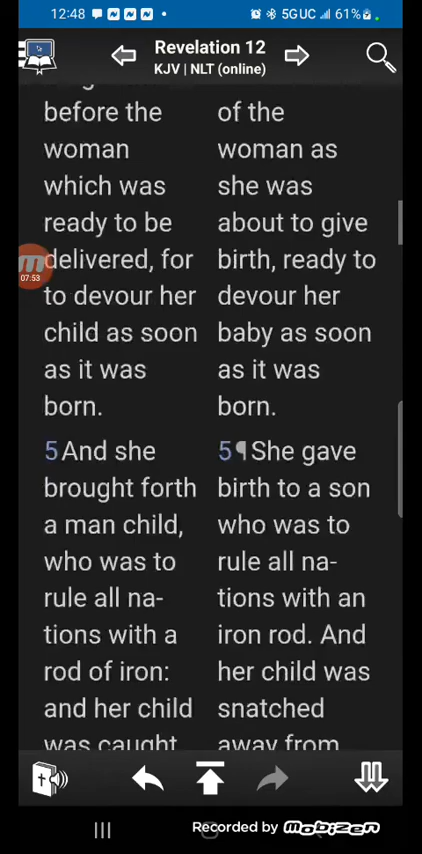 12:48
5GUC
61%
Revelation 12
KJV | NLT (online)
before the
woman
which was
ready to be
delivered, for
to devour her
child as soon
as it was
born.
5And she
brought forth
a man child,
who was to
rule all na-
tions with a
rod of iron:
and her child
was caught
of the
woman as
she was
about to give
birth, ready to
devour her
baby as soon
as it was
born.
5¶She gave
birth to a son
who was to
rule all na-
tions with an
iron rod. And
her child was
snatched
away from
07:53
Recorded by mobizen